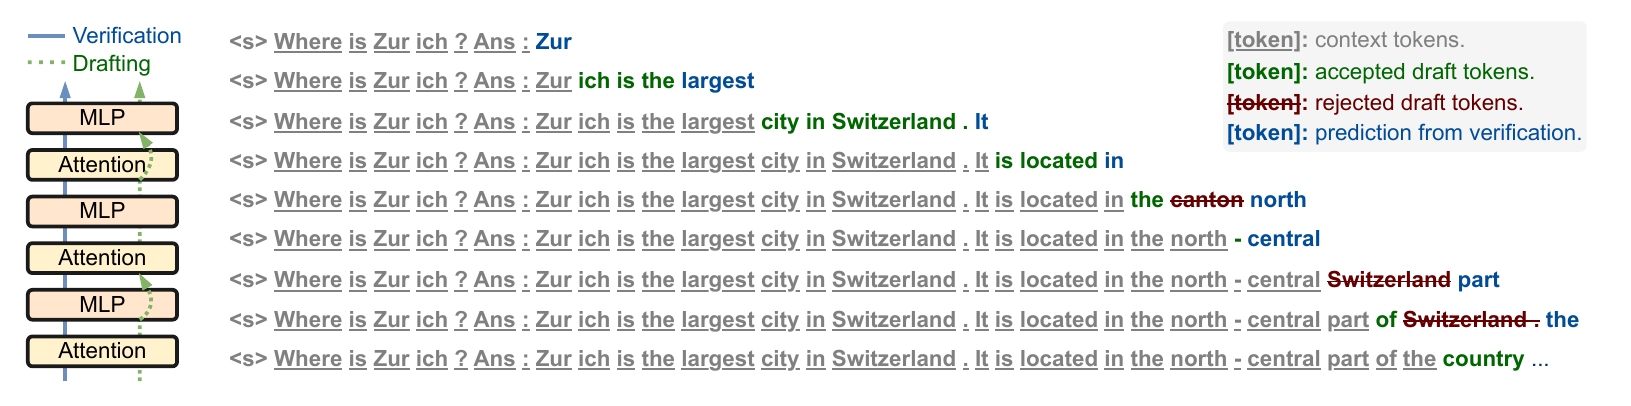 Verification
Drafting
MLP
Attention
MLP
Attention
MLP
Attention
<s> Where is Zur ich ? Ans : Zur
<s> Where is Zur ich ? Ans : Zur ich is the largest
<s> Where is Zur ich ? Ans : Zur ich is the largest city in Switzerland . It
<s> Where is Zur ich ? Ans : Zur ich is the largest city in Switzerland . It is located in
<s> Where is Zur ich ? Ans : Zur ich is the largest city in Switzerland . It is located in the canton north
<s> Where is Zur ich ? Ans : Zur ich is the largest city in Switzerland . It is located in the north - central
<s> Where is Zur ich ? Ans : Zur ich is the largest city in Switzerland . It is located in the north - central Switzerland part
<s> Where is Zur ich ? Ans : Zur ich is the largest city in Switzerland . It is located in the north - central part of Switzerland . the
<s> Where is Zur ich ? Ans : Zur ich is the largest city in Switzerland . It is located in the north - central part of the country ...
[token]: context tokens.
[token]: accepted draft tokens.
[token]: rejected draft tokens.
[token]: prediction from verification.